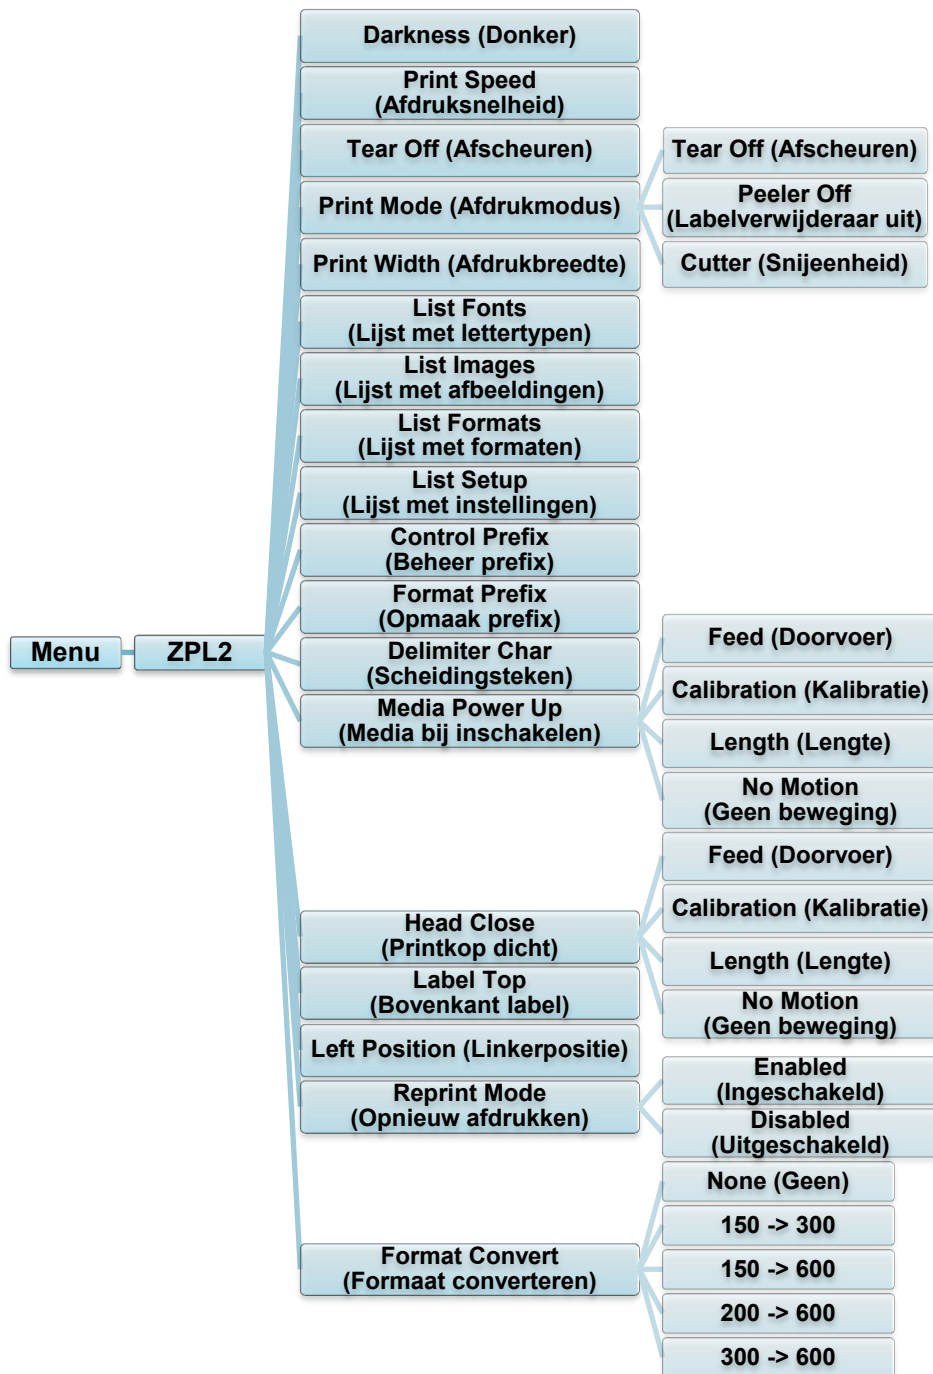 Menu
ZPL2
Darkness (Donker)
Print Speed
(Afdruksnelheid)
Tear Off (Afscheuren)
Print Mode (Afdrukmodus)
Tear Off (Afscheuren)
Peeler Off
(Labelverwijderaar uit)
Cutter (Snijeenheid)
Print Width (Afdrukbreedte)
List Fonts
(Lijst met lettertypen)
List Images
(Lijst met afbeeldingen)
List Formats
(Lijst met formaten)
List Setup
(Lijst met instellingen)
Control Prefix
(Beheer prefix)
Format Prefix
(Opmaak prefix)
Delimiter Char
(Scheidingsteken)
Media Power Up
(Media bij inschakelen)
Feed (Doorvoer)
Calibration (Kalibratie)
Length (Lengte)
No Motion
(Geen beweging)
Head Close
(Printkop dicht)
Feed (Doorvoer)
Calibration (Kalibratie)
Length (Lengte)
No Motion
(Geen beweging)
Label Top
(Bovenkant label)
Left Position (Linkerpositie)
Reprint Mode
(Opnieuw afdrukken)
Enabled
(Ingeschakeld)
Disabled
(Uitgeschakeld)
Format Convert
(Formaat converteren)
None (Geen)
150 -> 300
150 -> 600
200 -> 600
300 -> 600